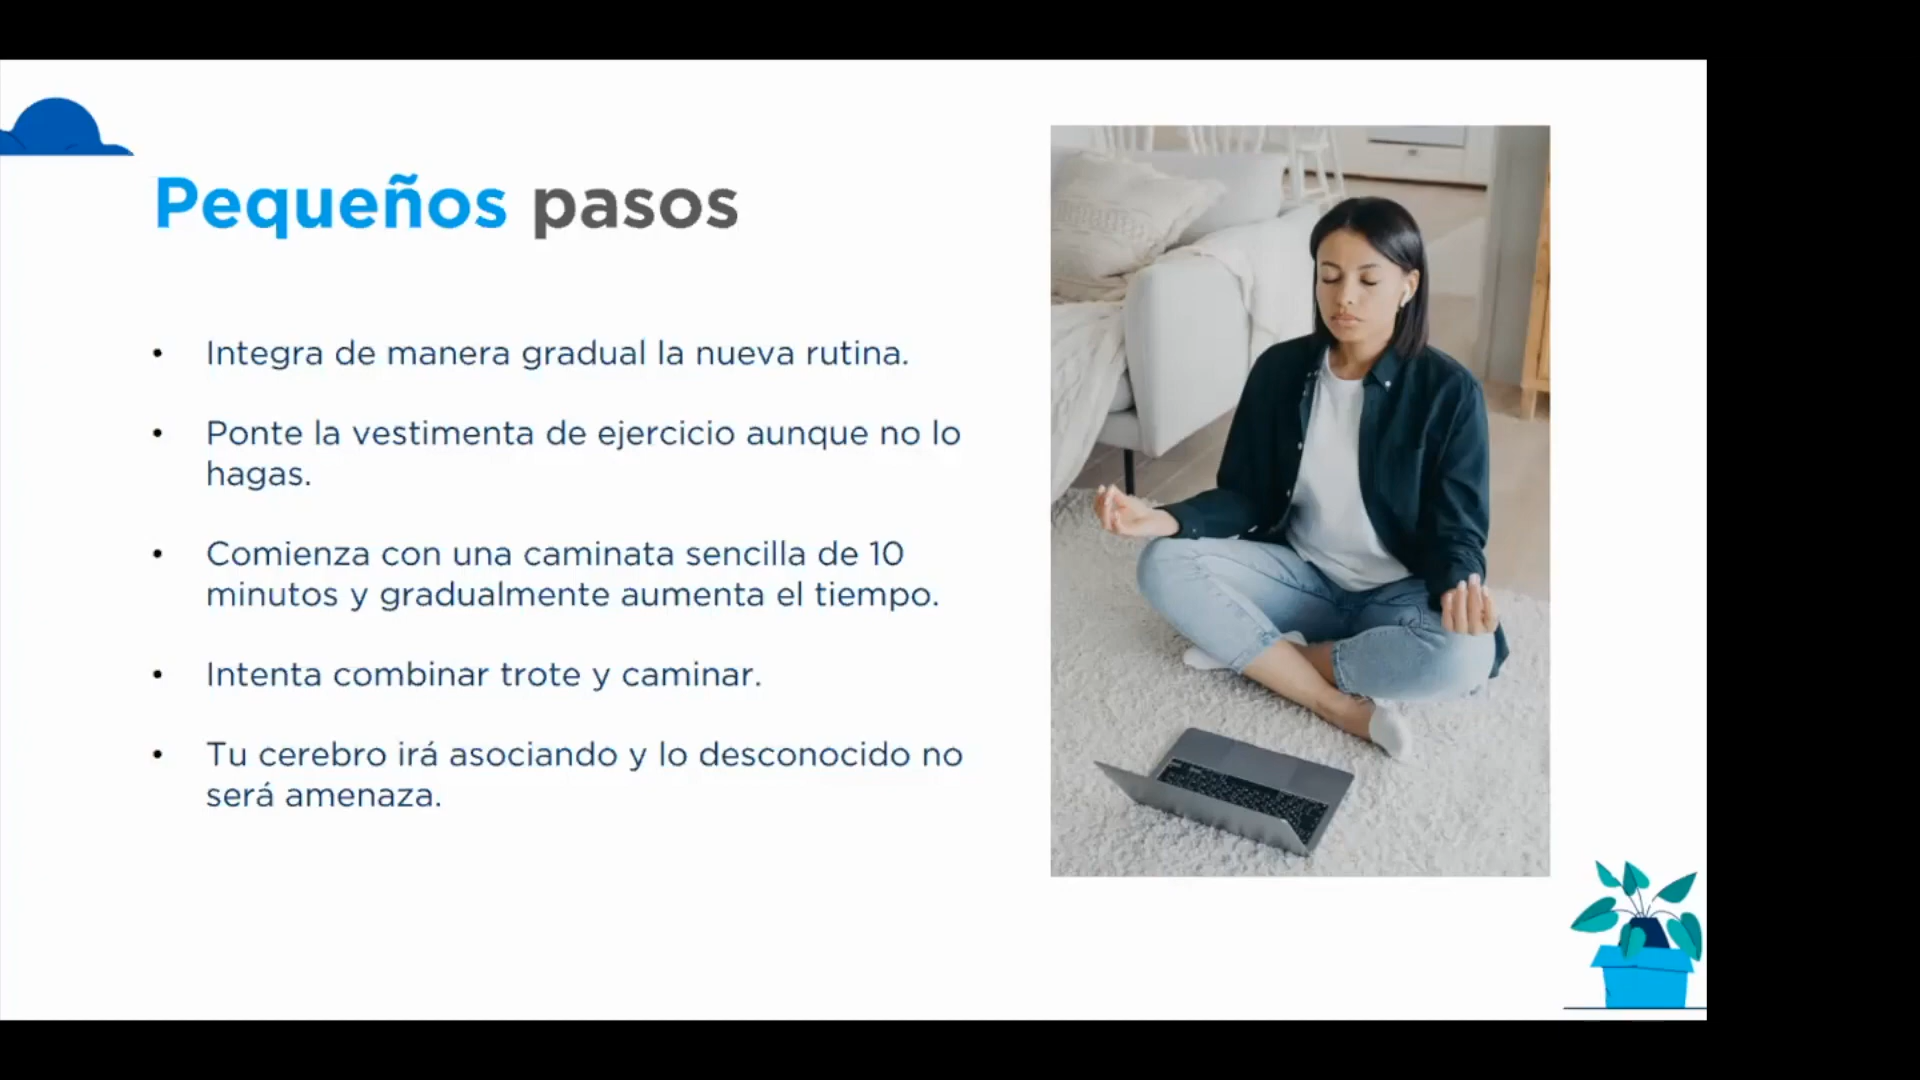 Pequeños pasos
• Integra de manera gradual la nueva rutina.
• Ponte la vestimenta de ejercicio aunque no lo
hagas.
• Comienza con una caminata sencilla de 10
minutos y gradualmente aumenta el tiempo.
• Intenta combinar trote y caminar.
• Tu cerebro irá asociando y lo desconocido no
será amenaza.